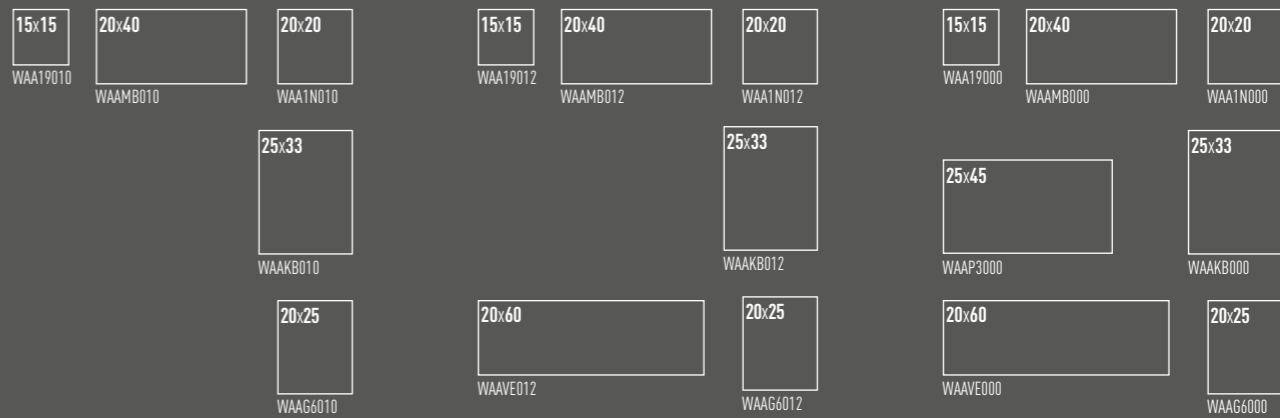 15x15
20x40
20x20
WAA19010
WAAMB010
WAA1N010
25x33
WAAKB010
20x25
WAAG6010
15x15
20x40
20x20
WAA19012
WAAMB012
WAA1N012
25x33
WAAKB012
20x60
20x25
WAAVE012
WAAG6012
15x15
20x40
20x20
WAA19000
WAAMB000
WAA1N000
25x33
25x45
WAAP3000
WAAKB000
20x60
20x25
WAAVE000
WAAG6000